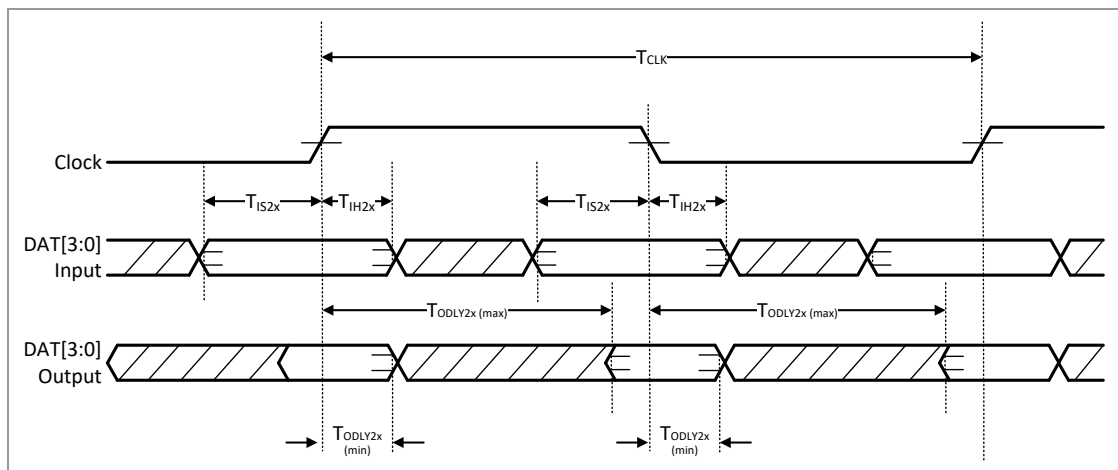 TCLK
Clock
TIS2x
TIH2x
TIS2x
TIH2x
DAT[3:0]
Input
TODLY2x (max)
TODLY2x (max)
DAT[3:0]
Output
TODLY2x
(min)
TODLY2x
(min)